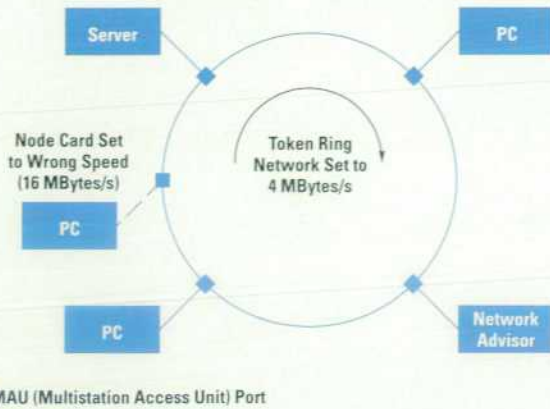 Server
PC
Node Card Set
to Wrong Speed
(16 MBytes/s)
Token Ring
Network Set to
4 MBytes/s
PC
PC
Network
Advisor
MAU (Multistation Access Unit) Port